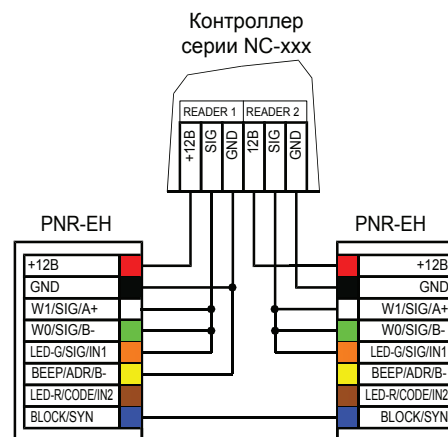 Контроллер
серии NC-xxx
READER 1 READER 2
+12В SIG GND 12В SIG GND
PNR-EH
+12В
GND
W1/SIG/A+
W0/SIG/B-
LED-G/SIG/IN1
BEEP/ADR/B-
LED-R/CODE/IN2
BLOCK/SYN
PNR-EH
+12В
GND
W1/SIG/A+
W0/SIG/B-
LED-G/SIG/IN1
BEEP/ADR/B-
LED-R/CODE/IN2
BLOCK/SYN